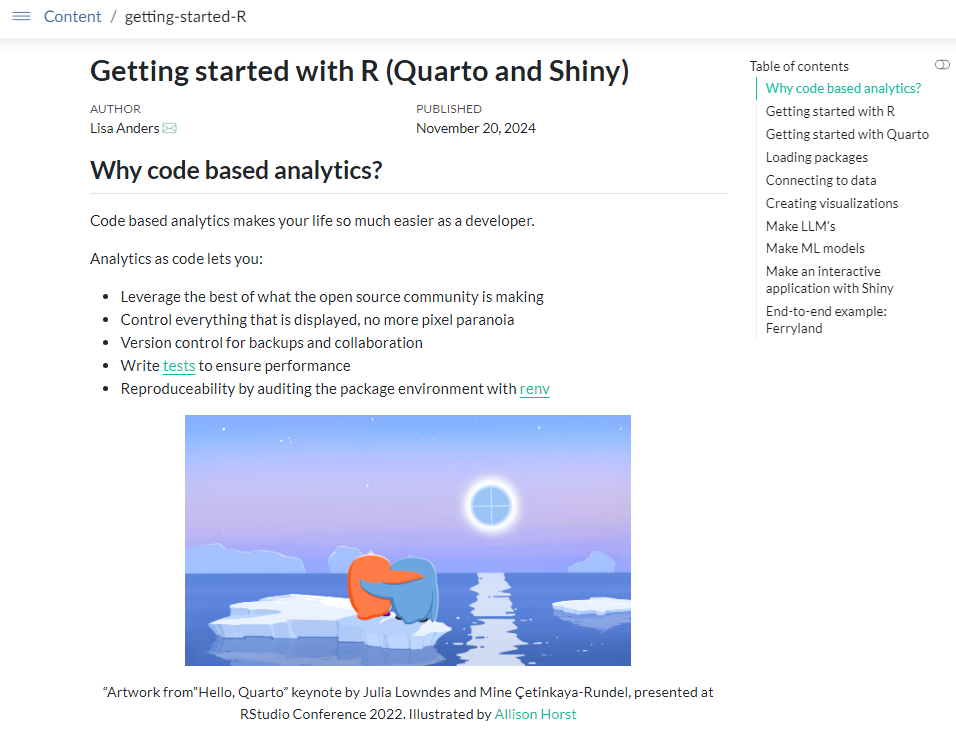 Content / getting-started-R
Getting started with R (Quarto and Shiny)
AUTHOR
Lisa Anders
PUBLISHED
November 20, 2024
Why code based analytics?
Code based analytics makes your life so much easier as a developer.
Analytics as code lets you:
Leverage the best of what the open source community is making
Control everything that is displayed, no more pixel paranoia
Version control for backups and collaboration
Write tests to ensure performance
Reproduceability by auditing the package environment with renv
“Artwork from”Hello, Quarto” keynote by Julia Lowndes and Mine Çetinkaya-Rundel, presented at
RStudio Conference 2022. Illustrated by Allison Horst
Table of contents
Why code based analytics?
Getting started with R
Getting started with Quarto
Loading packages
Connecting to data
Creating visualizations
Make LLM’s
Make ML models
Make an interactive
application with Shiny
End-to-end example:
Ferryland